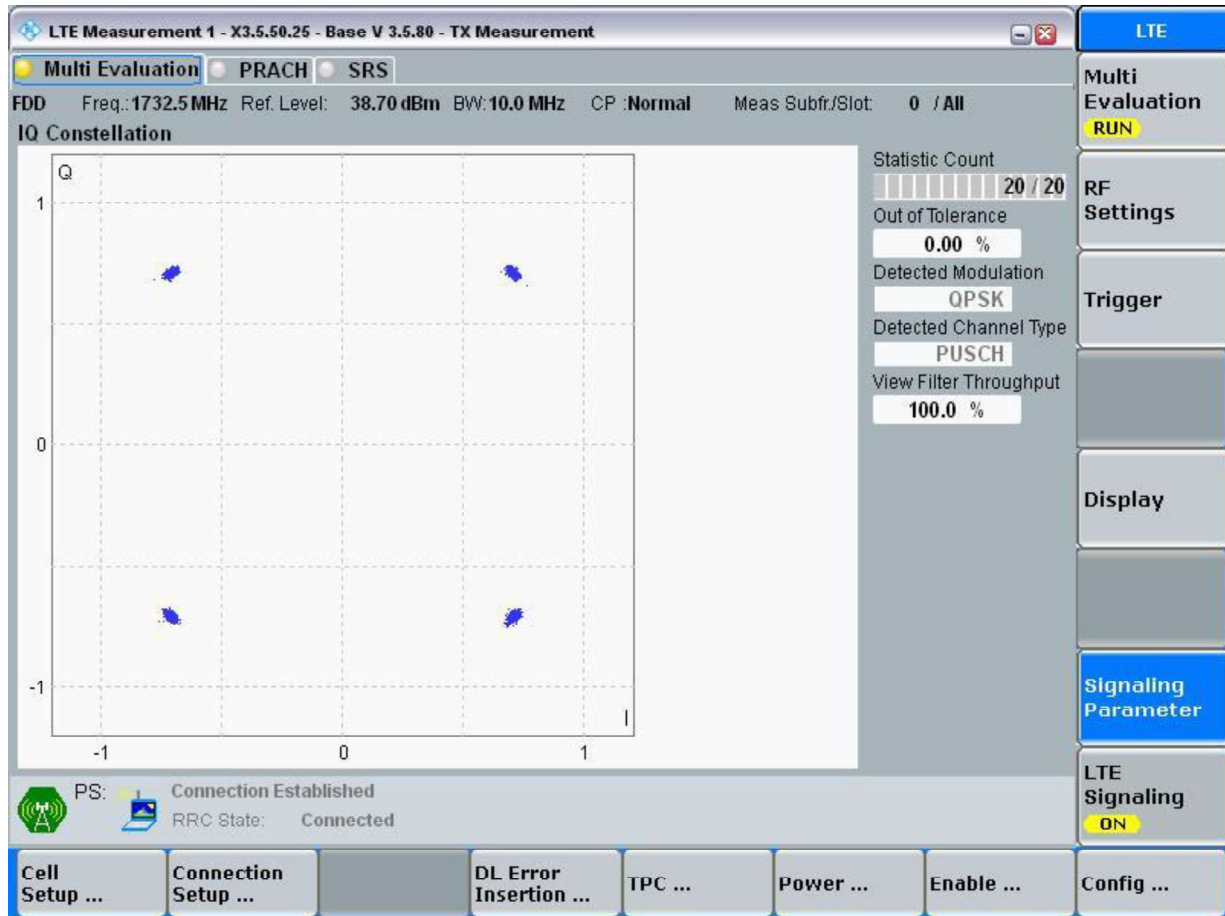 LTE Measurement 1 - X3.5.50.25 - Base V 3.5.80 - TX Measurement
LTE
Multi Evaluation PRACH SRS
FDD Freq.: 1732.5 MHz Ref. Level: 38.70 dBm BW: 10.0 MHz CP :Normal Meas Subfr./Slot: 0 / All
IQ Constellation
Q
1
0
-1
I
-1 0 1
Statistic Count
20 / 20
Out of Tolerance
0.00 %
Detected Modulation
QPSK
Detected Channel Type
PUSCH
View Filter Throughput
100.0 %
Multi
Evaluation
RUN
RF
Settings
Trigger
Display
Signaling
Parameter
LTE
Signaling
ON
PS: Connection Established
RRC State: Connected
Cell
Setup ...
Connection
Setup ...
DL Error
Insertion ...
TPC ...
Power ...
Enable ...
Config ...